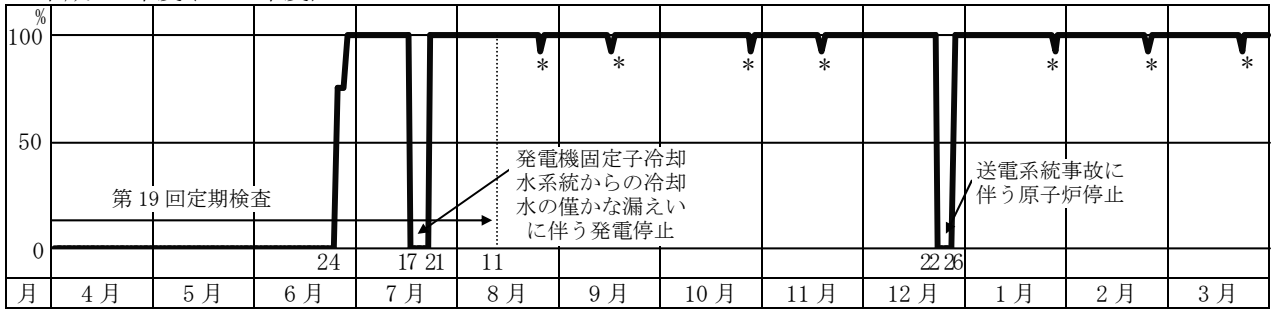 %
100
50
0
第19回定期検査
発電機固定子冷却
水系統からの冷却
水の僅かな漏えい
に伴う発電停止
送電系統事故に
伴う原子炉停止
* * * * * * *
24 17 21 11 22 26
月 4月 5月 6月 7月 8月 9月 10月 11月 12月 1月 2月 3月